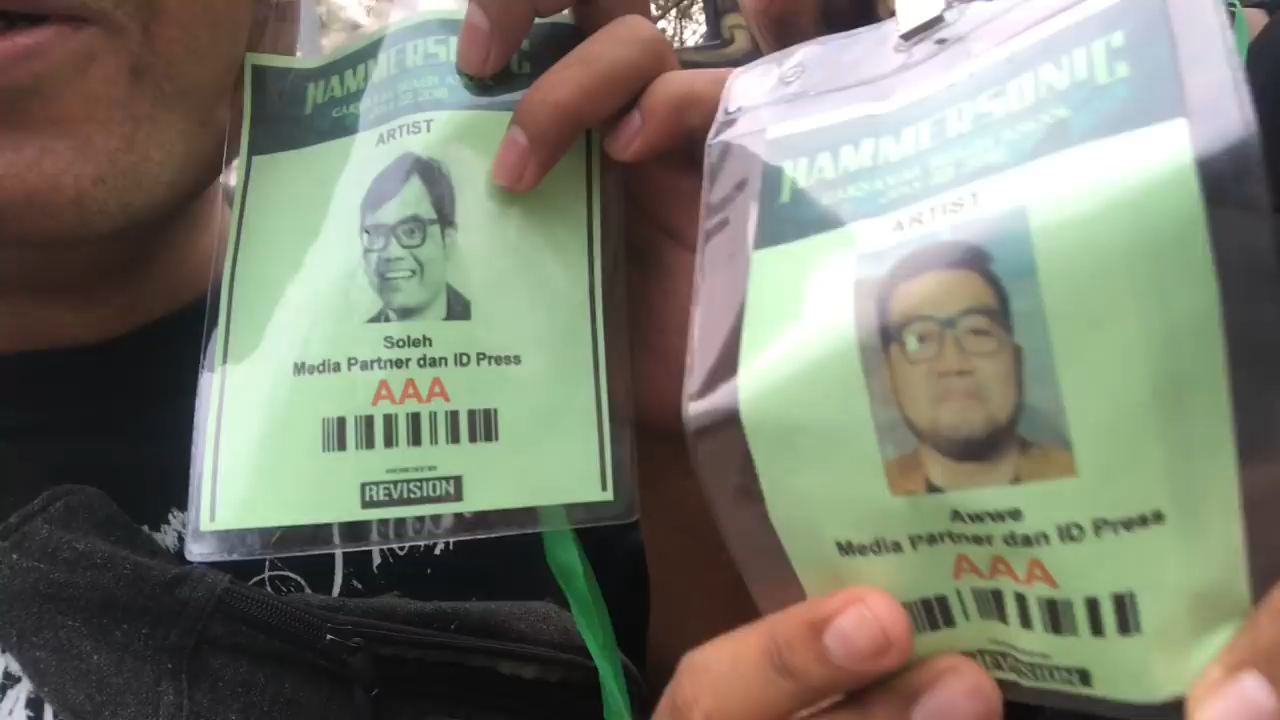 HAMMERSONIC
ARTIST
Soleh
Media Partner dan ID Press
AAA
REVISION
HAMMERSONIC
ARTIST
Awwe
Media Partner dan ID Press
AAA
REVISION